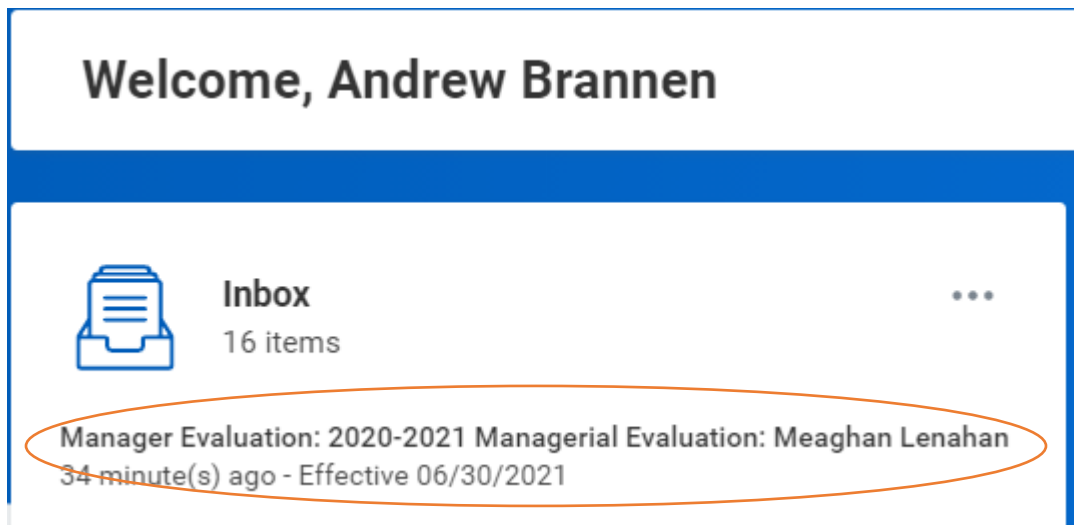 Welcome, Andrew Brannen
Inbox
16 items
Manager Evaluation: 2020-2021 Managerial Evaluation: Meaghan Lenahan
34 minute(s) ago - Effective 06/30/2021